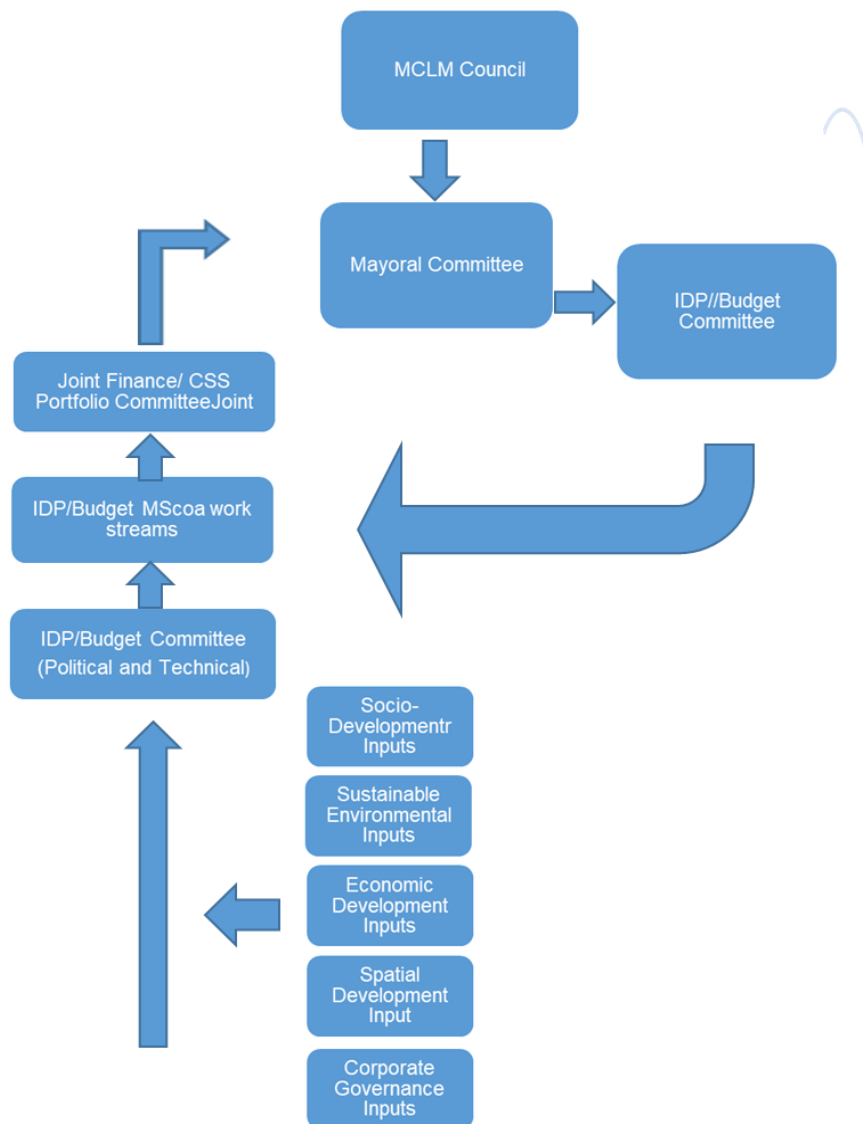 MCLM Council
Mayoral Committee
IDP//Budget
Committee
Joint Finance/ CSS
Portfolio CommitteeJoint
IDP/Budget MScoa work
streams
IDP/Budget Committee
(Political and Technical)
Socio-
Developmentr
Inputs
Sustainable
Environmental
Inputs
Economic
Development
Inputs
Spatial
Development
Input
Corporate
Governance
Inputs